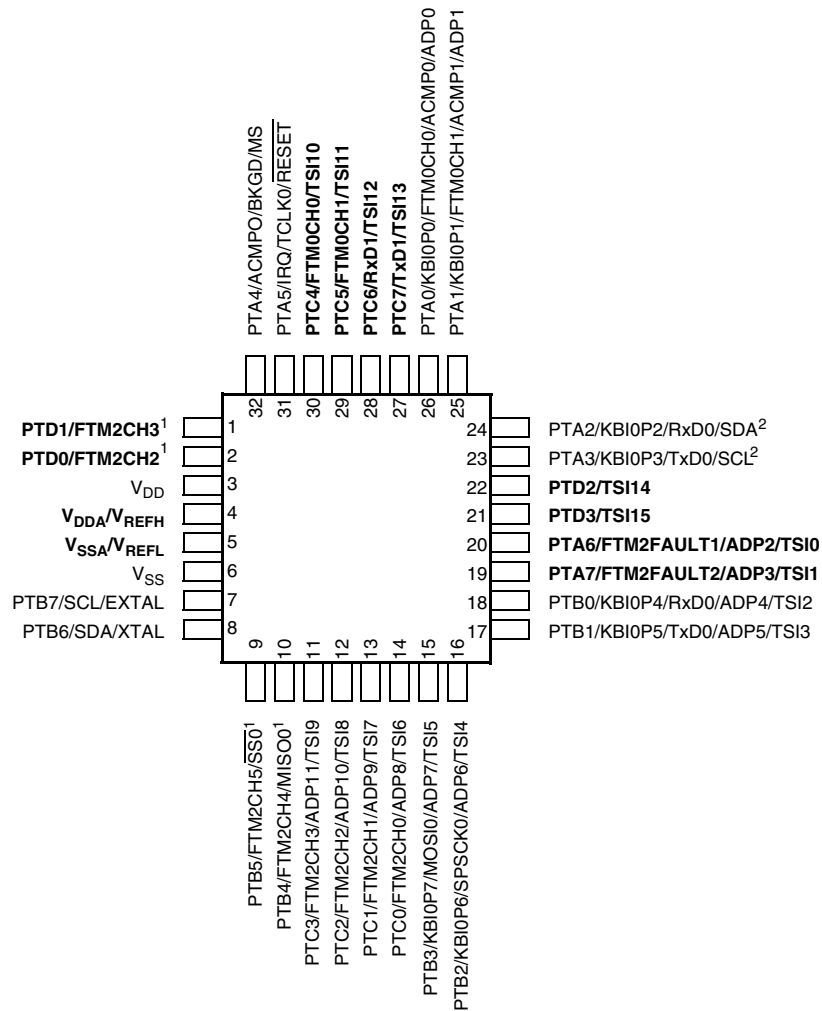 PTA4/ACMPO/BKGD/MS
PTA5/IRQ/TCLK0/RESET
PTC4/FTM0CH0/TSI10
PTC5/FTM0CH1/TSI11
PTC6/RxD1/TSI12
PTC7/TxD1/TSI13
PTA0/KBI0P0/FTM0CH0/ACMP0/ADP0
PTA1/KBI0P1/FTM0CH1/ACMP1/ADP1
32
31
30
29
28
27
26
25
PTD1/FTM2CH3¹ 1
PTD0/FTM2CH2¹ 2
VDD 3
VDDA/VREFH 4
VSSA/VREFL 5
VSS 6
PTB7/SCL/EXTAL 7
PTB6/SDA/XTAL 8
24 PTA2/KBI0P2/RxD0/SDA²
23 PTA3/KBI0P3/TxD0/SCL²
22 PTD2/TSI14
21 PTD3/TSI15
20 PTA6/FTM2FAULT1/ADP2/TSI0
19 PTA7/FTM2FAULT2/ADP3/TSI1
18 PTB0/KBI0P4/RxD0/ADP4/TSI2
17 PTB1/KBI0P5/TxD0/ADP5/TSI3
9
10
11
12
13
14
15
16
PTB5/FTM2CH5/SS0¹
PTB4/FTM2CH4/MISO0¹
PTC3/FTM2CH3/ADP11/TSI9
PTC2/FTM2CH2/ADP10/TSI8
PTC1/FTM2CH1/ADP9/TSI7
PTC0/FTM2CH0/ADP8/TSI6
PTB3/KBI0P7/MOSI0/ADP7/TSI5
PTB2/KBI0P6/SPSCK0/ADP6/TSI4